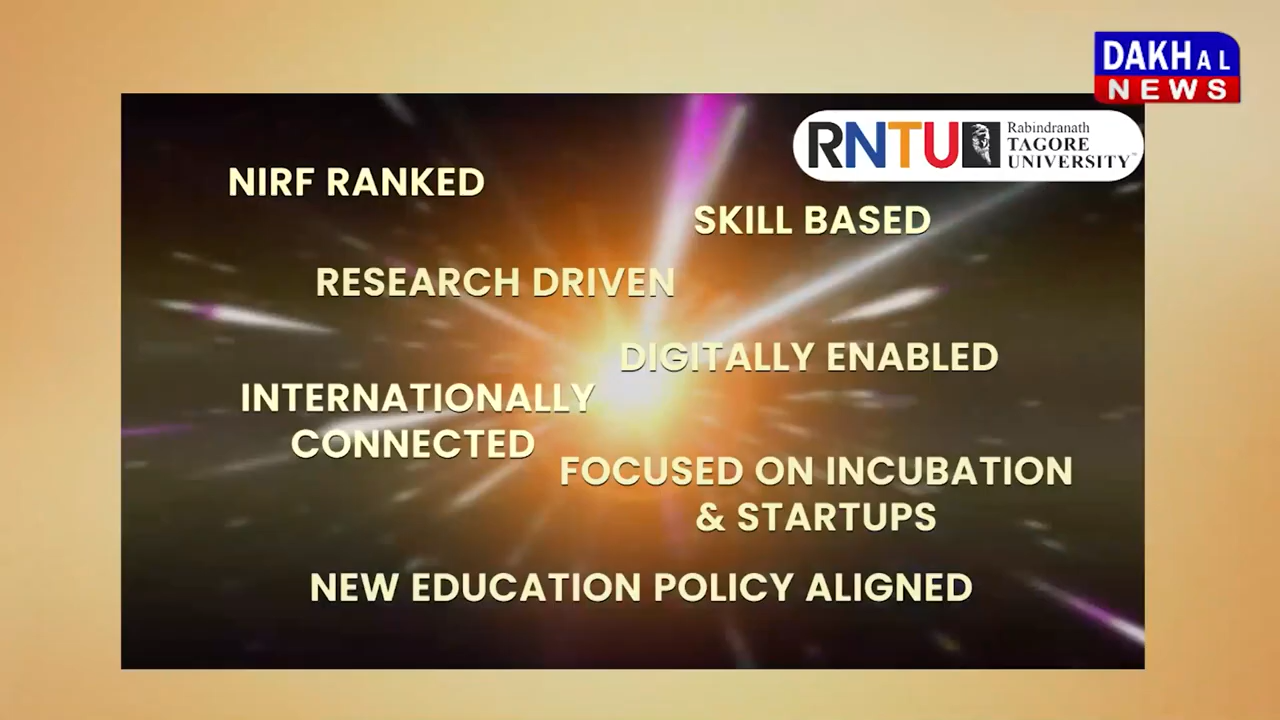 DAKHAL
NEWS
RNTU
Rabindranath
TAGORE
UNIVERSITY
NIRF RANKED
SKILL BASED
RESEARCH DRIVEN
DIGITALLY ENABLED
INTERNATIONALLY
CONNECTED
FOCUSED ON INCUBATION
& STARTUPS
NEW EDUCATION POLICY ALIGNED